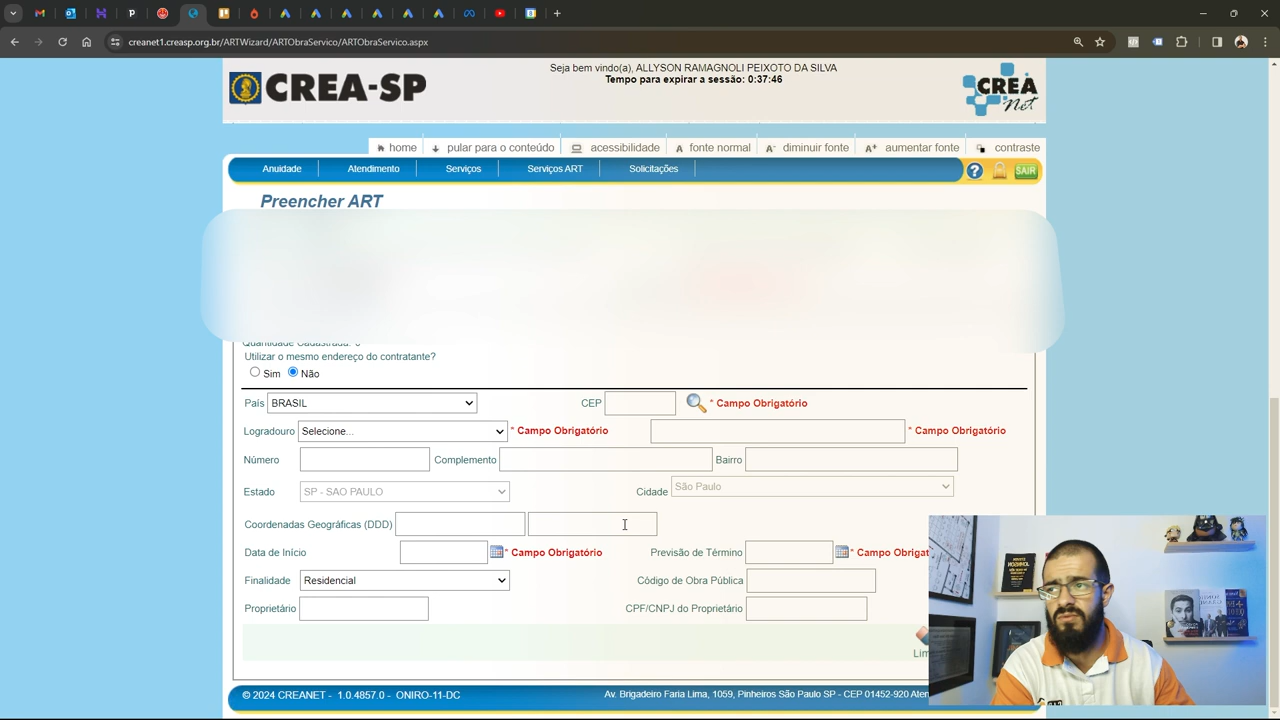 creanet1.creasp.org.br/ARTWizard/ARTObraServico/ARTObraServico.aspx
CREA-SP
Seja bem vindo(a), ALLYSON RAMAGNOLI PEIXOTO DA SILVA
Tempo para expirar a sessão: 0:37:46
CREA
Net
home pular para o conteúdo acessibilidade A fonte normal A- diminuir fonte A+ aumentar fonte contraste
Anuidade Atendimento Serviços Serviços ART Solicitações ? SAIR
Preencher ART
Quantidade Cadastrada:
Utilizar o mesmo endereço do contratante?
Sim Não
País BRASIL CEP * Campo Obrigatório
Logradouro Selecione... * Campo Obrigatório * Campo Obrigatório
Número Complemento Bairro
Estado SP - SAO PAULO Cidade São Paulo
Coordenadas Geográficas (DDD)
Data de Início * Campo Obrigatório Previsão de Término * Campo Obrigat
Finalidade Residencial Código de Obra Pública
Proprietário CPF/CNPJ do Proprietário
Lim
© 2024 CREANET - 1.0.4857.0 - ONIRO-11-DC Av. Brigadeiro Faria Lima, 1059, Pinheiros São Paulo SP - CEP 01452-920 Aten